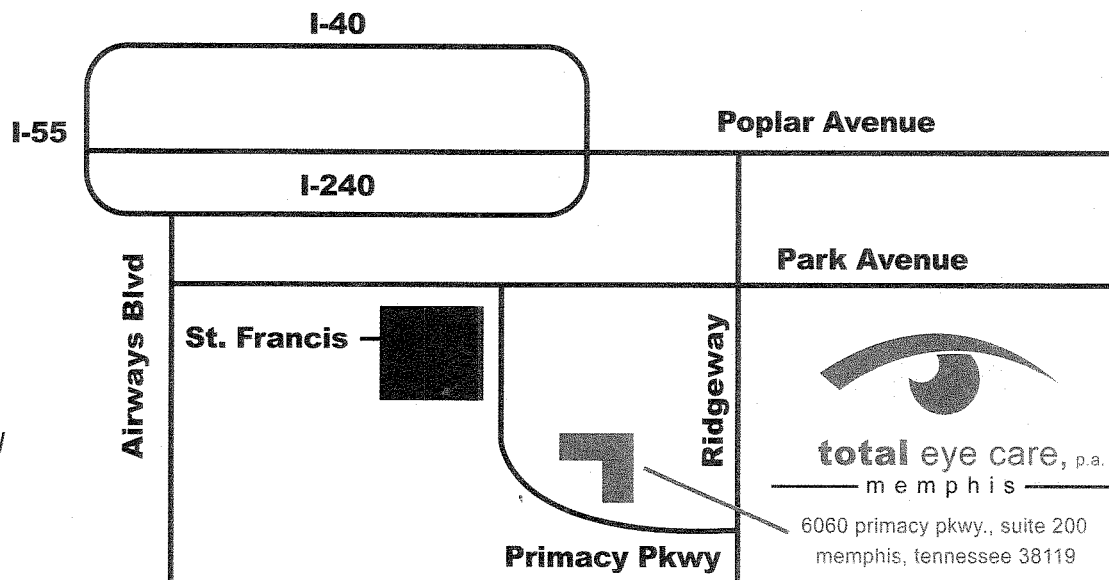 I-40
I-55
Poplar Avenue
I-240
Park Avenue
Airways Blvd
St. Francis
Ridgeway
total eye care, p.a.
memphis
6060 primacy pkwy., suite 200
memphis, tennessee 38119
Primacy Pkwy